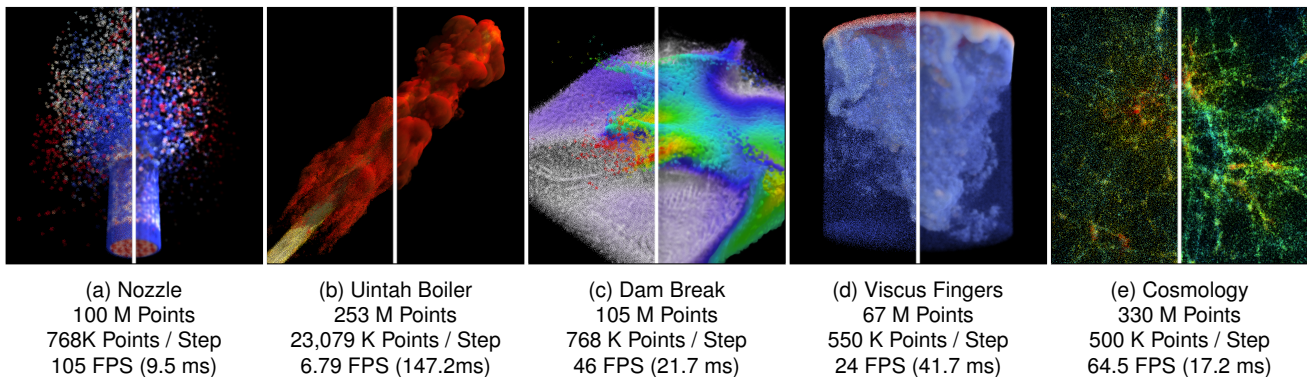 (a) Nozzle
100 M Points
768K Points / Step
105 FPS (9.5 ms)
(b) Uintah Boiler
253 M Points
23,079 K Points / Step
6.79 FPS (147.2ms)
(c) Dam Break
105 M Points
768 K Points / Step
46 FPS (21.7 ms)
(d) Viscus Fingers
67 M Points
550 K Points / Step
24 FPS (41.7 ms)
(e) Cosmology
330 M Points
500 K Points / Step
64.5 FPS (17.2 ms)